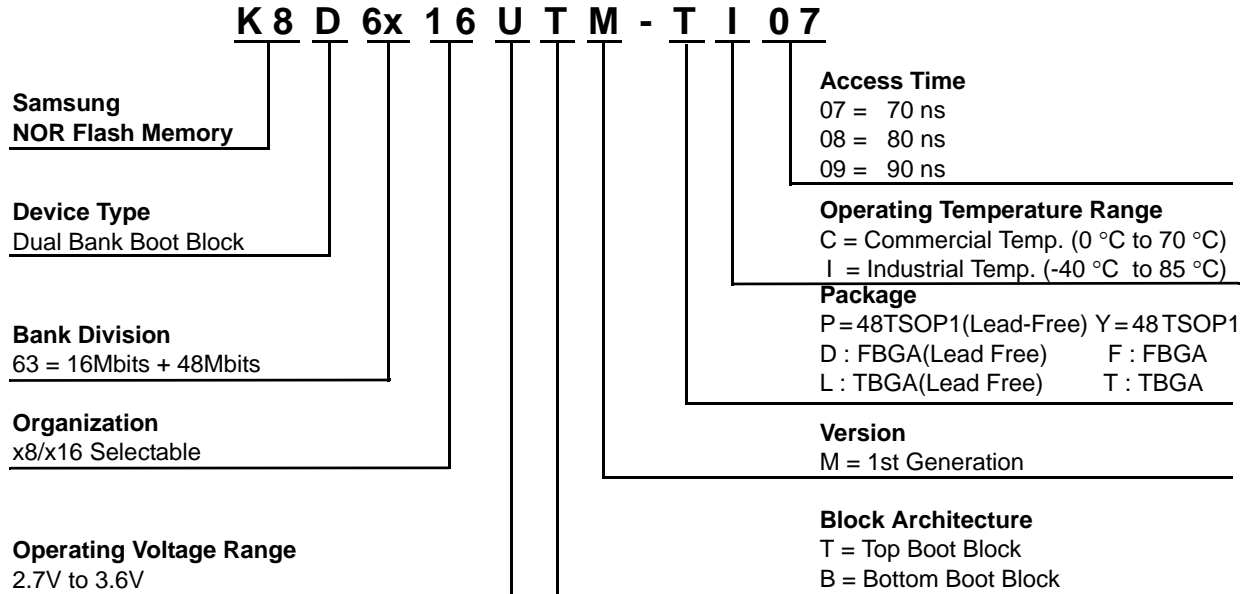 K 8 D 6x 1 6 U T M - T I 0 7
Samsung
NOR Flash Memory
Device Type
Dual Bank Boot Block
Bank Division
63 = 16Mbits + 48Mbits
Organization
x8/x16 Selectable
Operating Voltage Range
2.7V to 3.6V
Access Time
07 = 70 ns
08 = 80 ns
09 = 90 ns
Operating Temperature Range
C = Commercial Temp. (0 °C to 70 °C)
I = Industrial Temp. (-40 °C to 85 °C)
Package
P = 48TSOP1(Lead-Free) Y = 48 TSOP1
D : FBGA(Lead Free) F : FBGA
L : TBGA(Lead Free) T : TBGA
Version
M = 1st Generation
Block Architecture
T = Top Boot Block
B = Bottom Boot Block